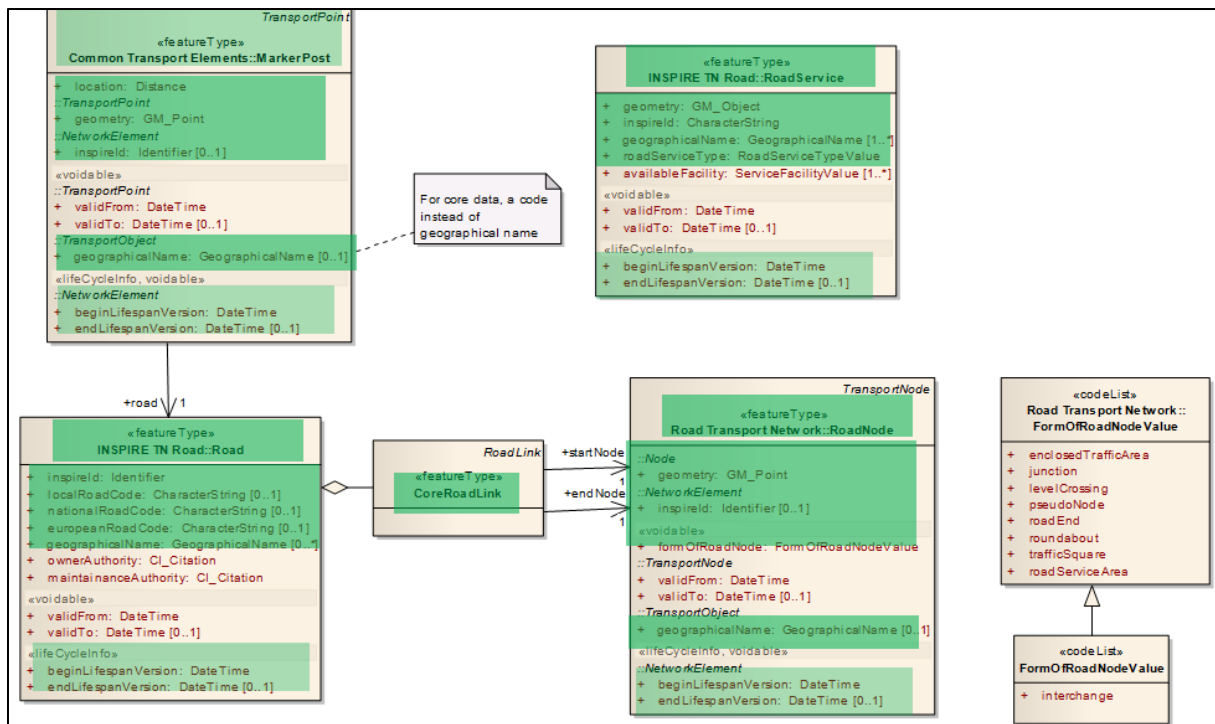 TransportPoint
«featureType»
Common Transport Elements::MarkerPost
+ location: Distance
::TransportPoint
+ geometry: GM_Point
::NetworkElement
+ inspireId: Identifier [0..1]
«voidable»
::TransportPoint
+ validFrom: DateTime
+ validTo: DateTime [0..1]
::TransportObject
+ geographicalName: GeographicalName [0..1]
«lifeCycleInfo, voidable»
::NetworkElement
+ beginLifespanVersion: DateTime
+ endLifespanVersion: DateTime [0..1]
For core data, a code
instead of
geographical name
«featureType»
INSPIRE TN Road::RoadService
+ geometry: GM_Object
+ inspireId: CharacterString
+ geographicalName: GeographicalName [1..*]
+ roadServiceType: RoadServiceTypeValue
+ availableFacility: ServiceFacilityValue [1..*]
«voidable»
+ validFrom: DateTime
+ validTo: DateTime [0..1]
«lifeCycleInfo»
+ beginLifespanVersion: DateTime
+ endLifespanVersion: DateTime [0..1]
+road
1
«featureType»
INSPIRE TN Road::Road
+ inspireId: Identifier
+ localRoadCode: CharacterString [0..1]
+ nationalRoadCode: CharacterString [0..1]
+ europeanRoadCode: CharacterString [0..1]
+ geographicalName: GeographicalName [0..*]
+ ownerAuthority: CI_Citation
+ maintainanceAuthority: CI_Citation
«voidable»
+ validFrom: DateTime
+ validTo: DateTime [0..1]
«lifeCycleInfo»
+ beginLifespanVersion: DateTime
+ endLifespanVersion: DateTime [0..1]
RoadLink
«featureType»
CoreRoadLink
+startNode
1
+endNode
1
TransportNode
«featureType»
Road Transport Network::RoadNode
::Node
+ geometry: GM_Point
::NetworkElement
+ inspireId: Identifier [0..1]
«voidable»
+ formOfRoadNode: FormOfRoadNodeValue
::TransportNode
+ validFrom: DateTime
+ validTo: DateTime [0..1]
::TransportObject
+ geographicalName: GeographicalName [0..1]
«lifeCycleInfo, voidable»
::NetworkElement
+ beginLifespanVersion: DateTime
+ endLifespanVersion: DateTime [0..1]
«codeList»
Road Transport Network::
FormOfRoadNodeValue
+ enclosedTrafficArea
+ junction
+ levelCrossing
+ pseudoNode
+ roadEnd
+ roundabout
+ trafficSquare
+ roadServiceArea
«codeList»
FormOfRoadNodeValue
+ interchange